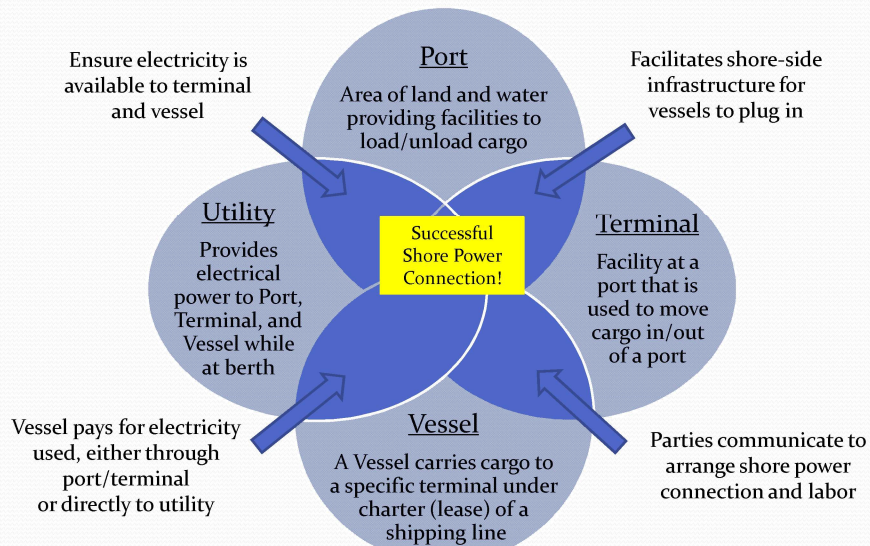 Ensure electricity is
available to terminal
and vessel
Port
Area of land and water
providing facilities to
load/unload cargo
Facilitates shore-side
infrastructure for
vessels to plug in
Utility
Provides
electrical
power to Port,
Terminal, and
Vessel while
at berth
Successful
Shore Power
Connection!
Terminal
Facility at a
port that is
used to move
cargo in/out
of a port
Vessel pays for electricity
used, either through
port/terminal
or directly to utility
Vessel
A Vessel carries cargo to
a specific terminal under
charter (lease) of a
shipping line
Parties communicate to
arrange shore power
connection and labor